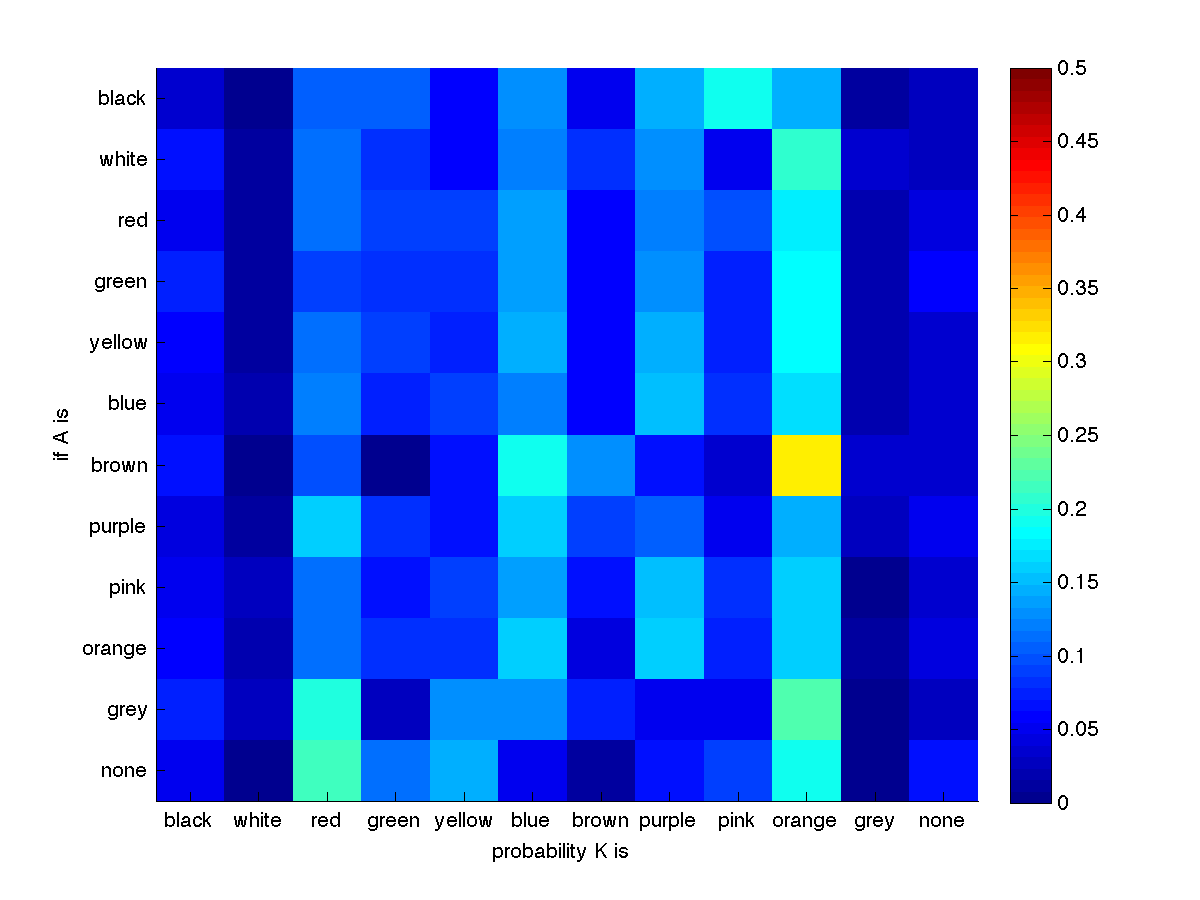 black
white
red
green
yellow
blue
brown
purple
pink
orange
grey
none
if A is
black white red green yellow blue brown purple pink orange grey none
probability K is
0.5
0.45
0.4
0.35
0.3
0.25
0.2
0.15
0.1
0.05
0